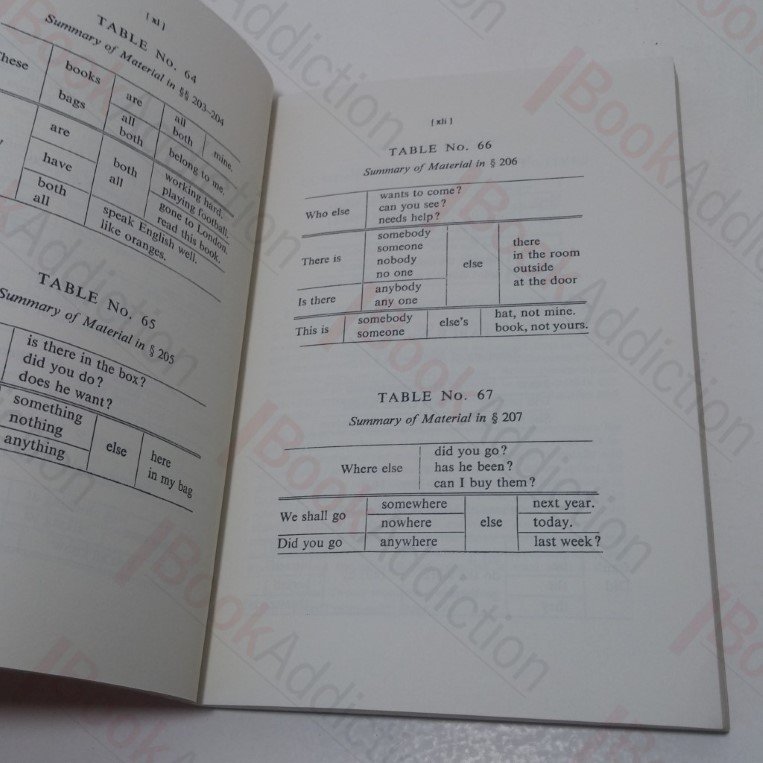 [xl]
TABLE No. 64
Summary of Material in §§ 203–204
books are all mine.
bags all both
both belong to me.
are both working hard.
all playing football.
have gone to London.
read this book.
both speak English well.
all like oranges.
TABLE No. 65
Summary of Material in § 205
is there in the box?
did you do?
does he want?
something
nothing else here
anything in my bag
[xli]
TABLE No. 66
Summary of Material in § 206
wants to come?
Who else can you see?
needs help?
somebody
someone there
There is nobody else in the room
no one outside
Is there anybody at the door
any one
This is somebody else's hat, not mine.
someone book, not yours.
TABLE No. 67
Summary of Material in § 207
did you go?
Where else has he been?
can I buy them?
We shall go somewhere next year.
nowhere else today.
Did you go anywhere last week?
BookAddiction